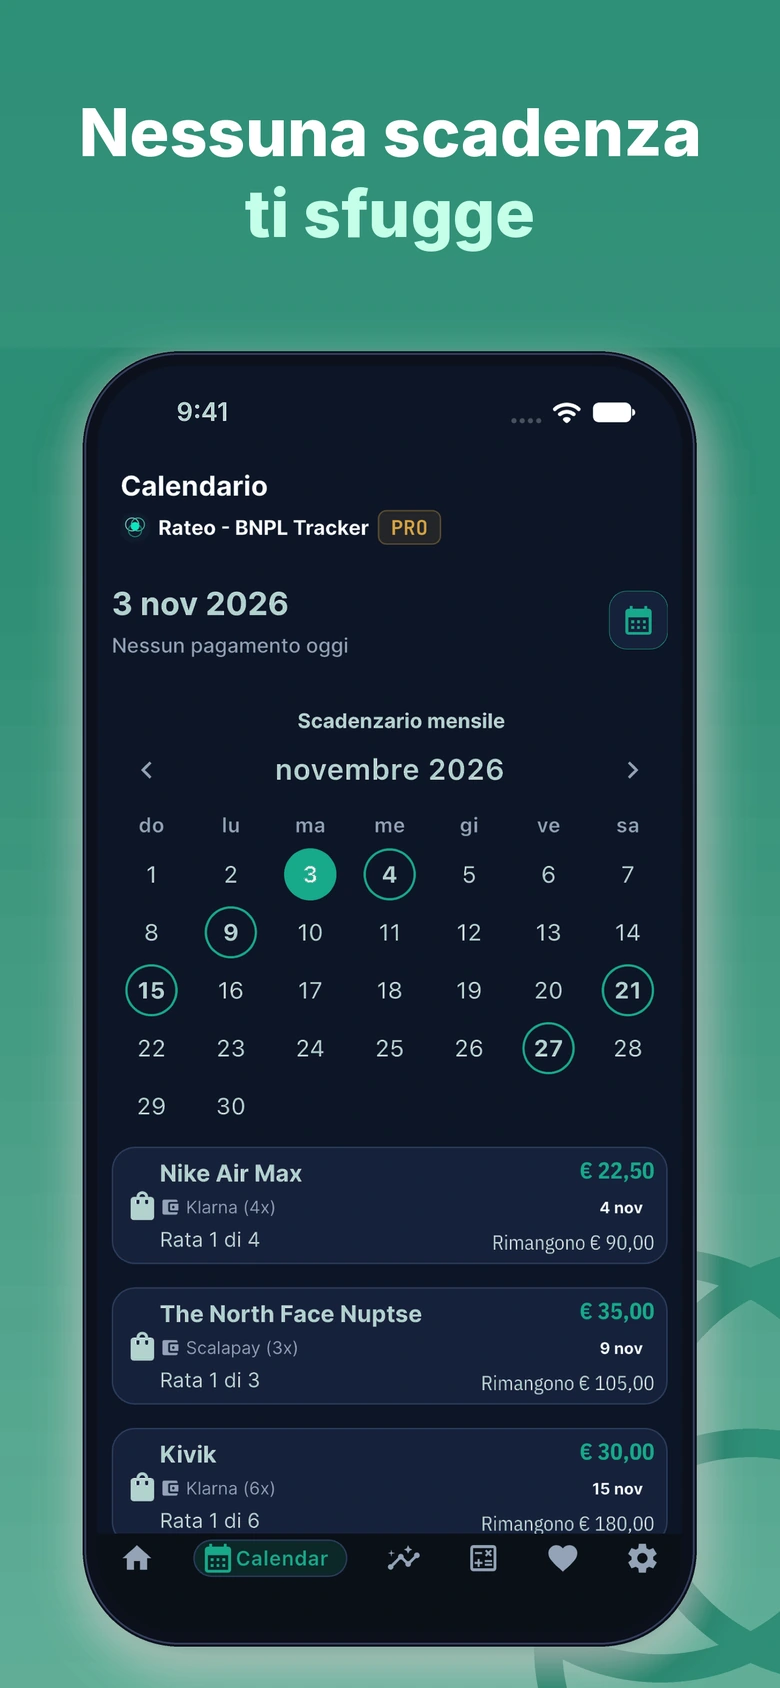 Nessuna scadenza
ti sfugge
9:41
Calendario
Rateo - BNPL Tracker PRO
3 nov 2026
Nessun pagamento oggi
Scadenzario mensile
novembre 2026
do lu ma me gi ve sa
1 2 3 4 5 6 7
8 9 10 11 12 13 14
15 16 17 18 19 20 21
22 23 24 25 26 27 28
29 30
Nike Air Max € 22,50
Klarna (4x) 4 nov
Rata 1 di 4 Rimangono € 90,00
The North Face Nuptse € 35,00
Scalapay (3x) 9 nov
Rata 1 di 3 Rimangono € 105,00
Kivik € 30,00
Klarna (6x) 15 nov
Rata 1 di 6 Rimangono € 180,00
Calendar